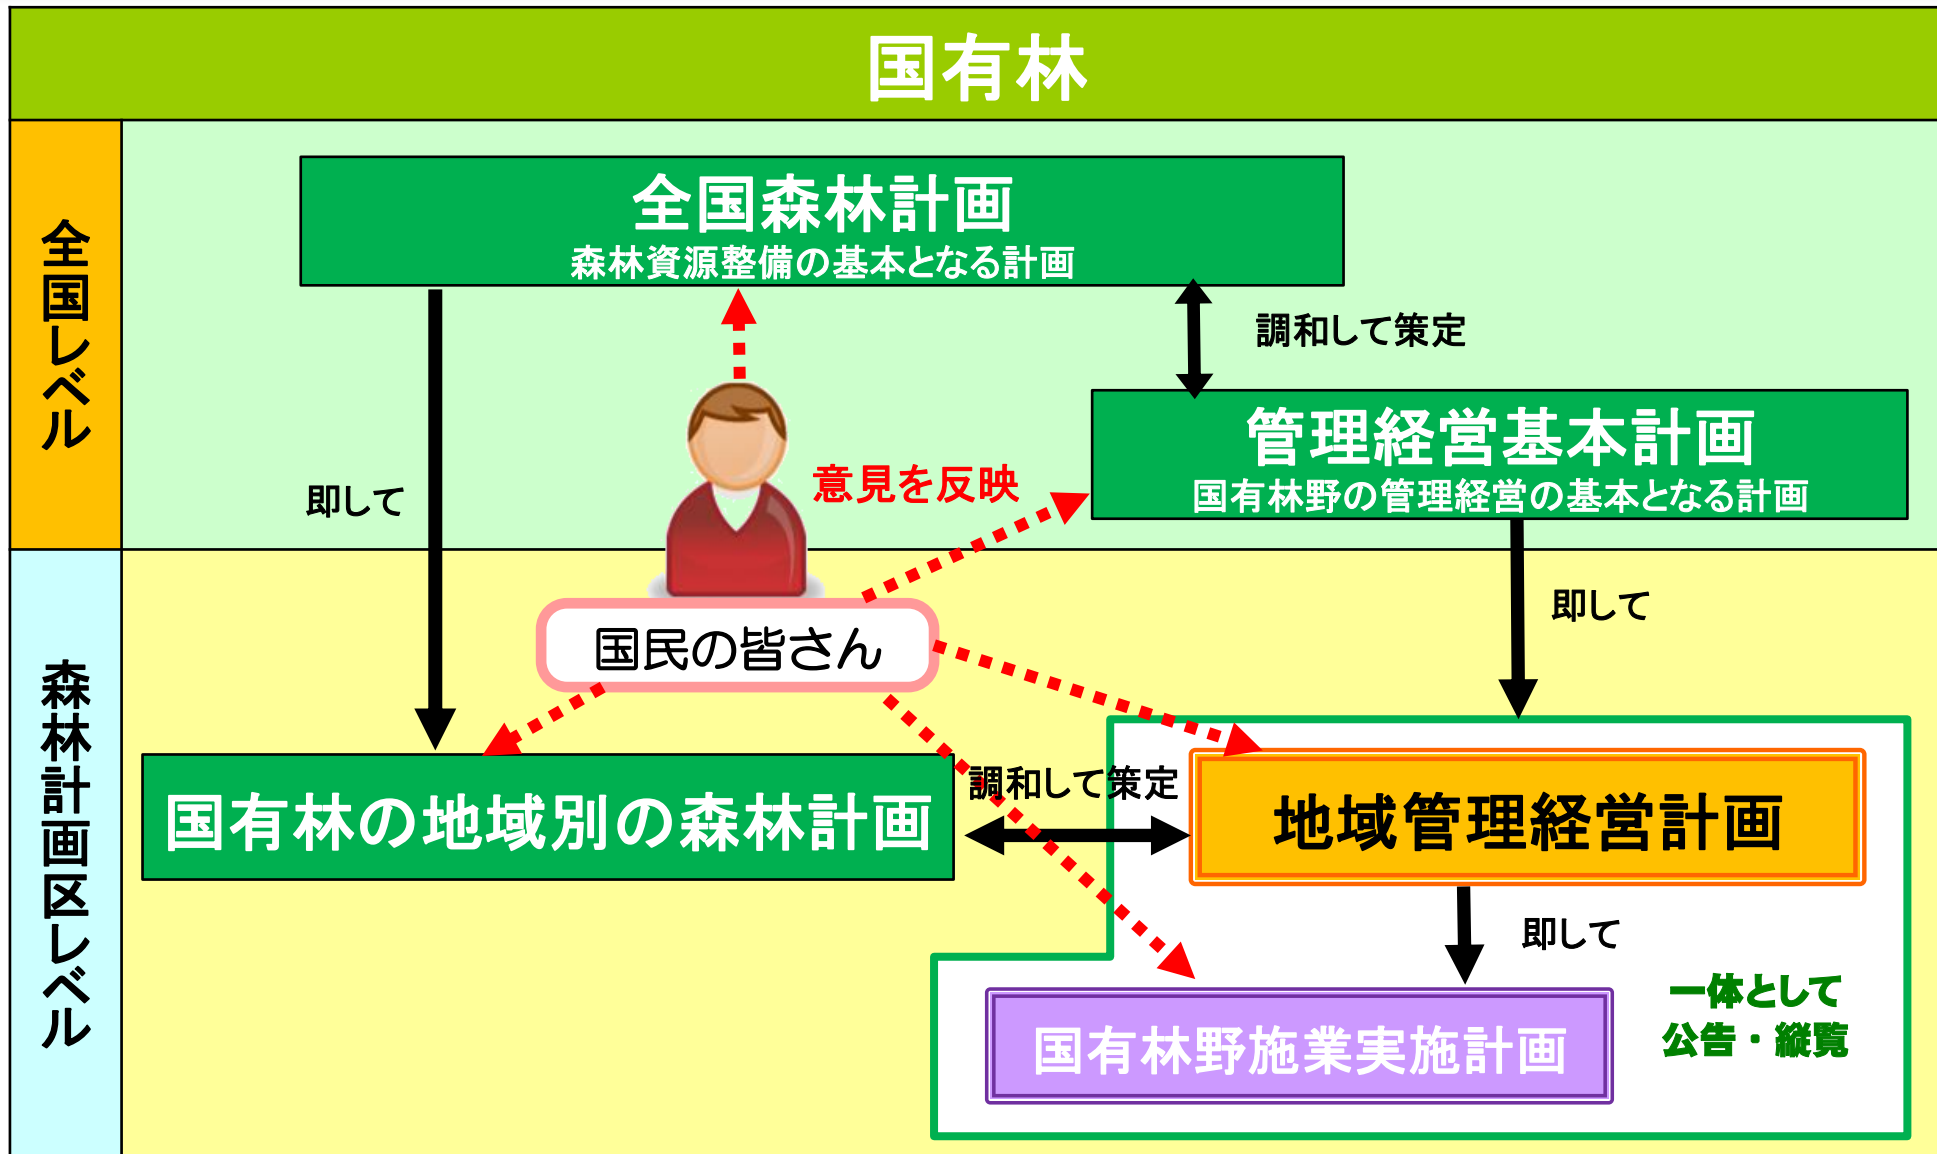 国有林
全国レベル
全国森林計画
森林資源整備の基本となる計画
調和して策定
管理経営基本計画
国有林野の管理経営の基本となる計画
意見を反映
即して
即して
森林計画区レベル
国民の皆さん
調和して策定
国有林の地域別の森林計画
地域管理経営計画
即して
一体として
公告・縦覧
国有林野施業実施計画